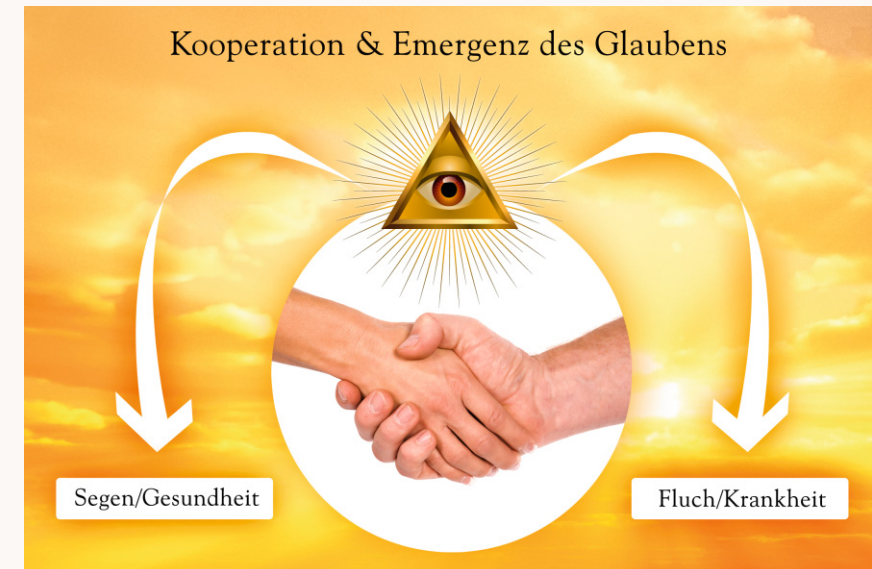 Kooperation & Emergenz des Glaubens
Segen/Gesundheit
Fluch/Krankheit